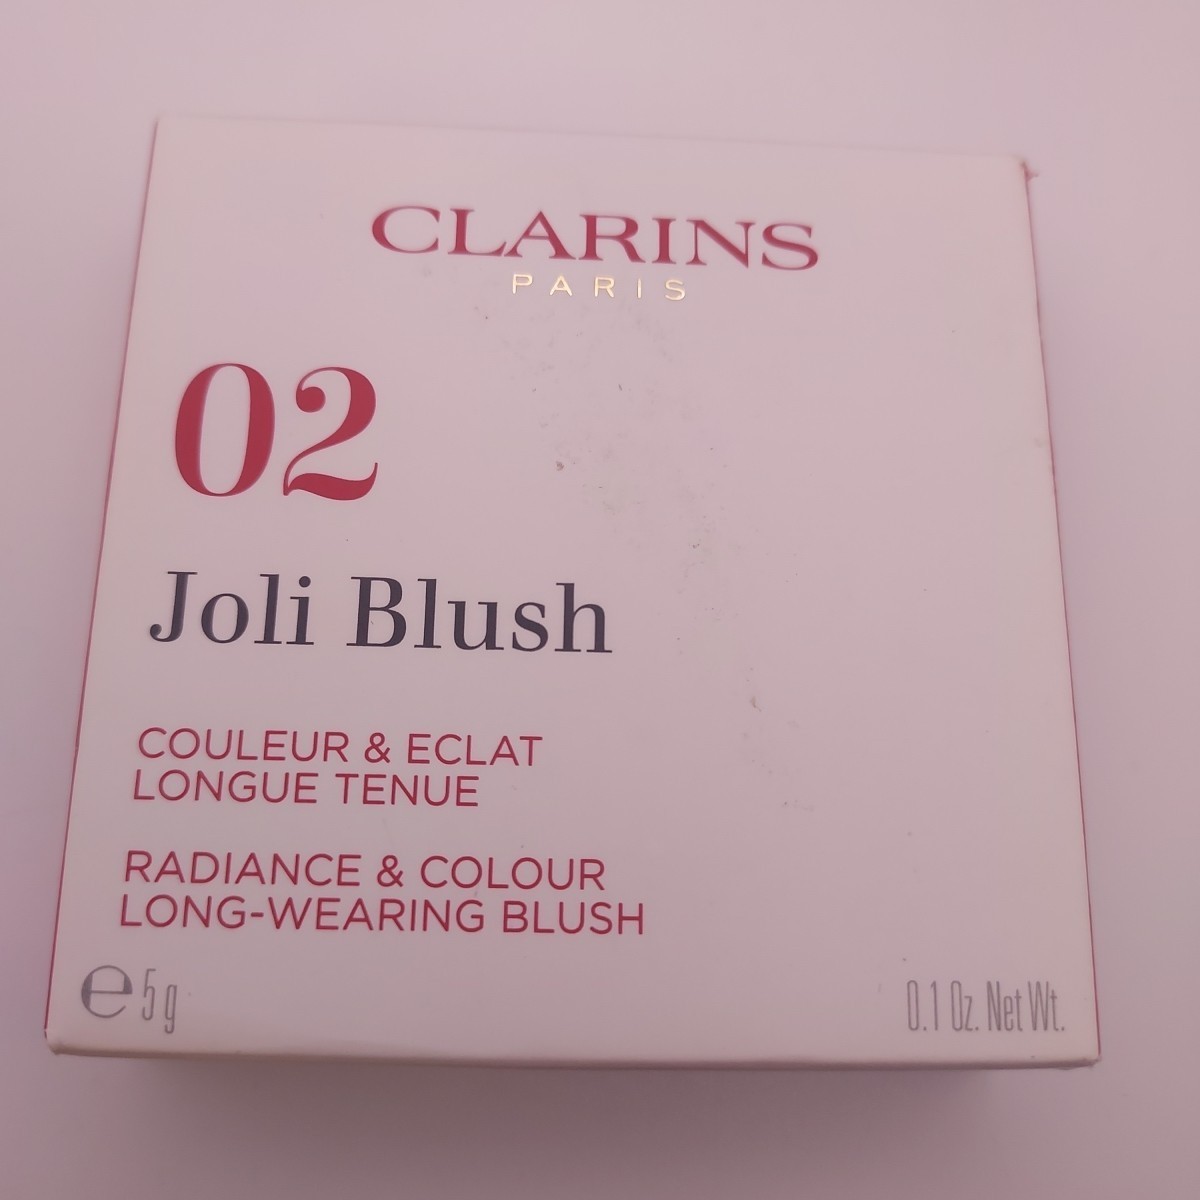 CLARINS
PARIS
02
Joli Blush
COULEUR & ECLAT
LONGUE TENUE
RADIANCE & COLOUR
LONG-WEARING BLUSH
℮ 5 g
0.1 Oz. Net Wt.